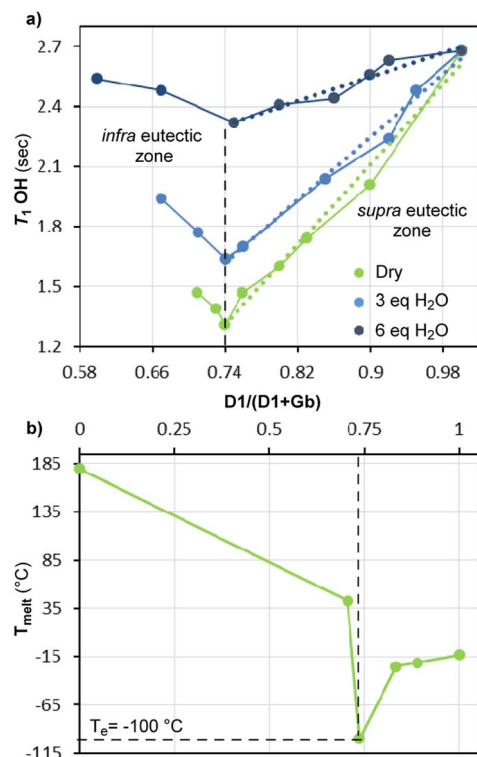 a)
2.7
2.4
2.1
1.8
1.5
1.2
T₁ OH (sec)
infra eutectic
zone
supra eutectic
zone
Dry
3 eq H₂O
6 eq H₂O
0.58 0.66 0.74 0.82 0.9 0.98
D1/(D1+Gb)
b)
0 0.25 0.5 0.75 1
185
135
85
35
-15
-65
-115
Tmelt (°C)
Te= -100 °C